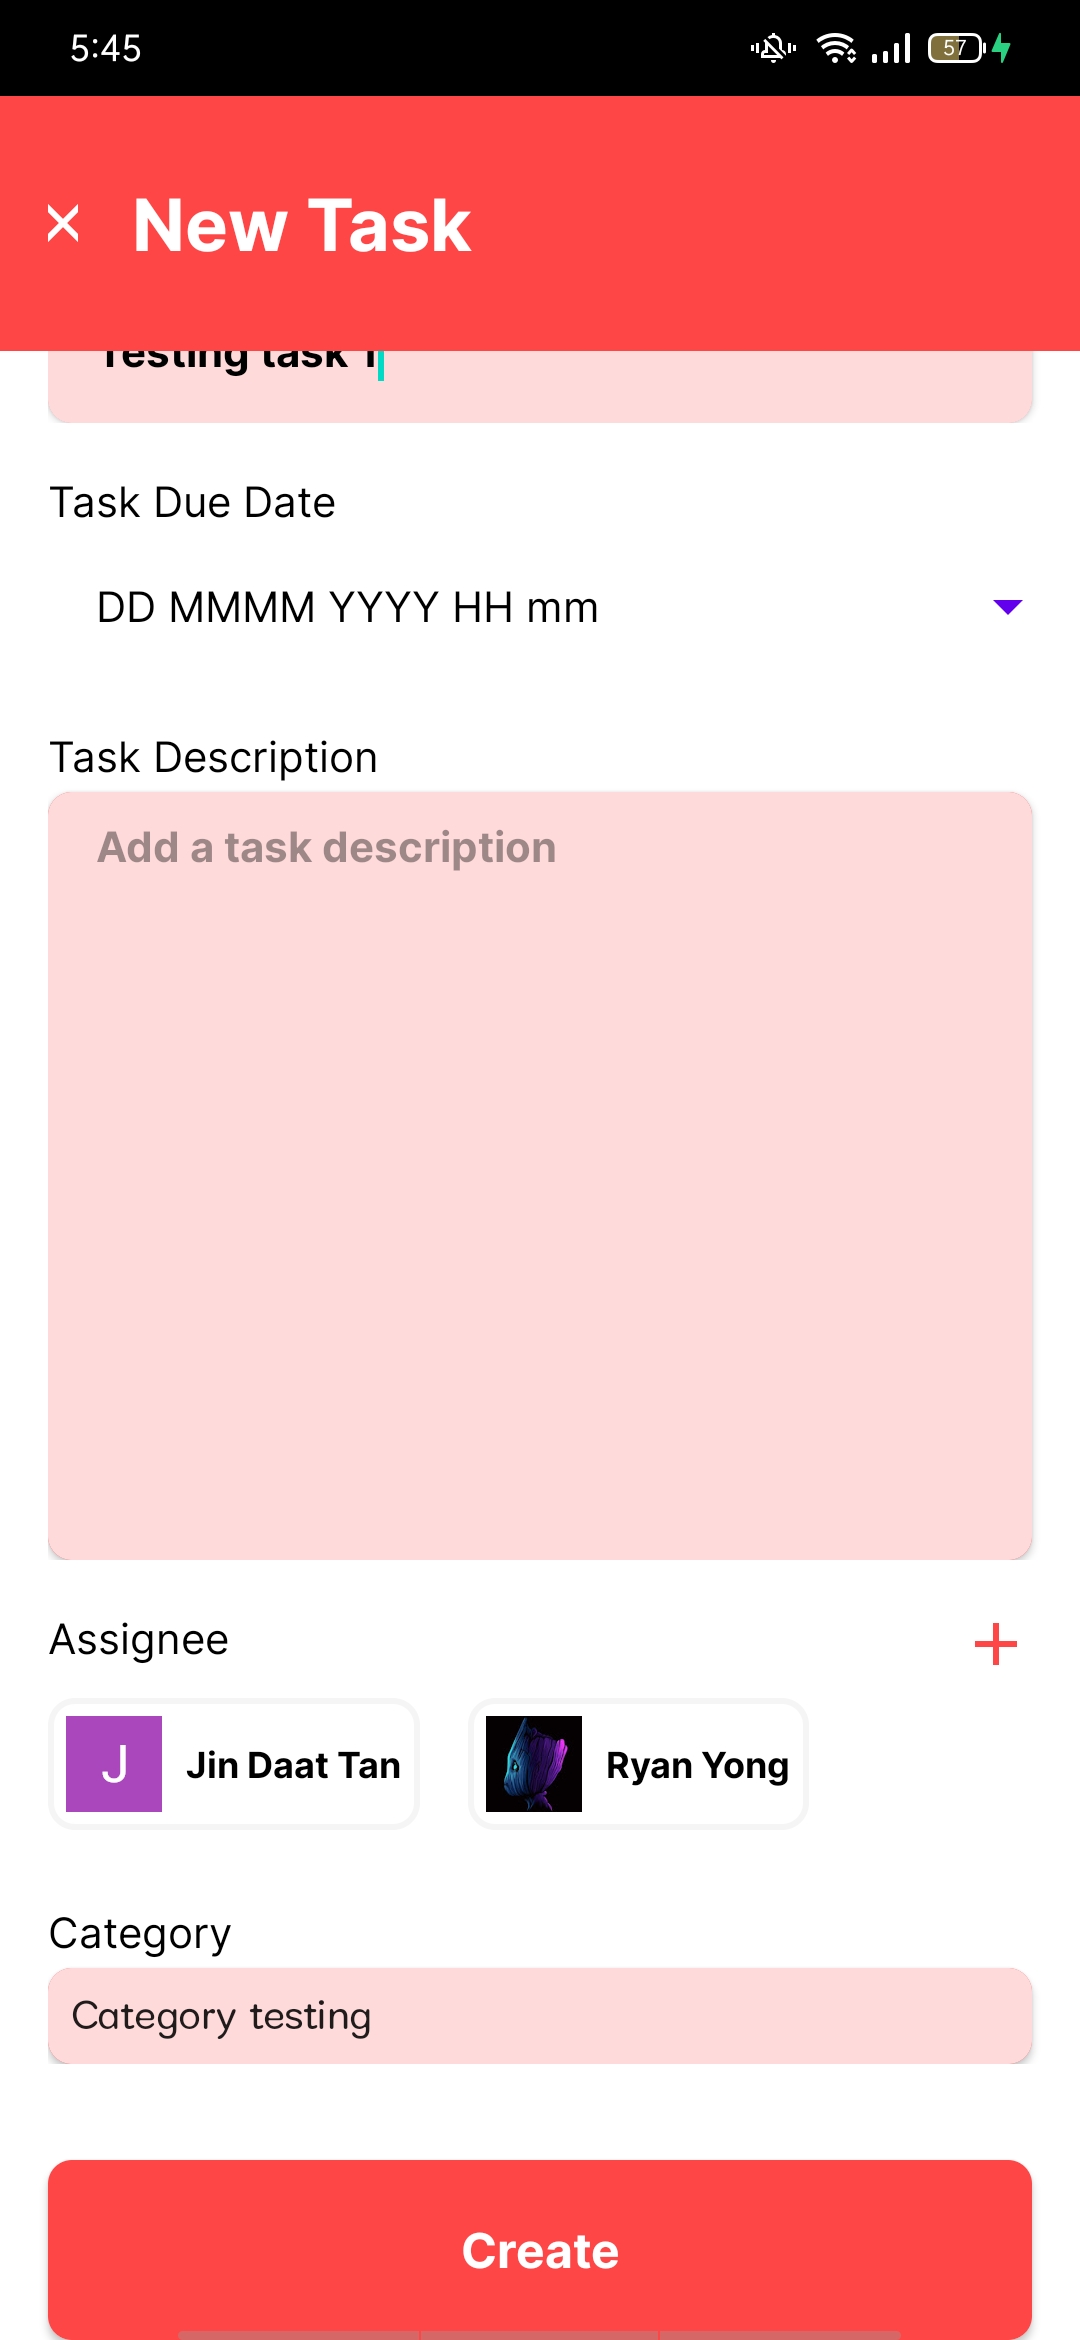 5:45
57
New Task
Testing task 1
Task Due Date
DD MMMM YYYY HH mm
Task Description
Add a task description
Assignee
J
Jin Daat Tan
Ryan Yong
Category
Category testing
Create